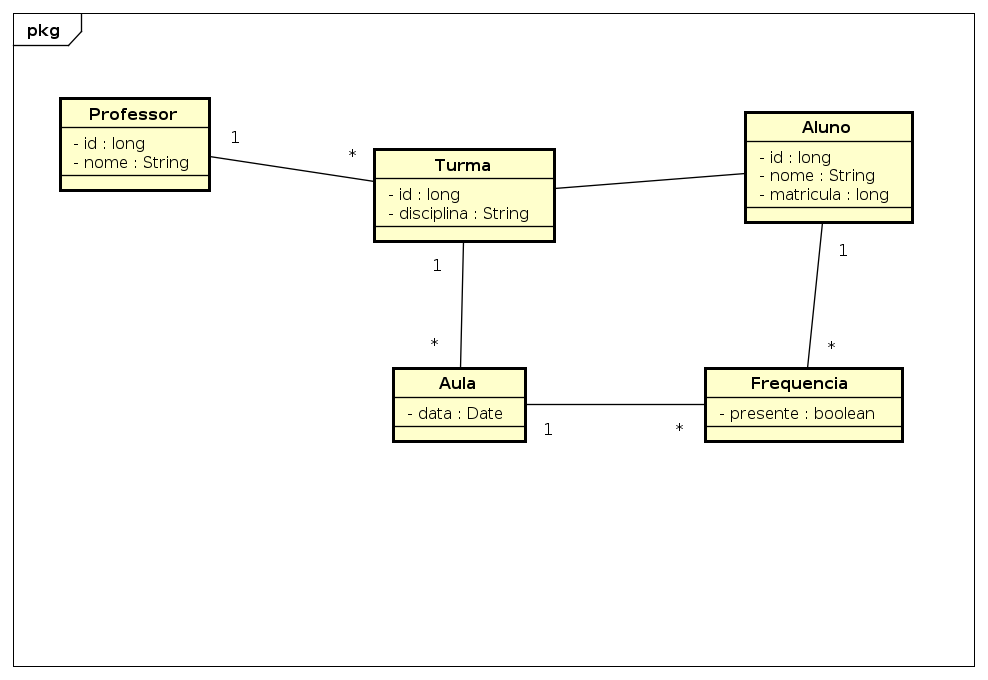 pkg
Professor
- id : long
- nome : String
1
*
Turma
- id : long
- disciplina : String
Aluno
- id : long
- nome : String
- matricula : long
1
*
1
*
Aula
- data : Date
1
*
Frequencia
- presente : boolean